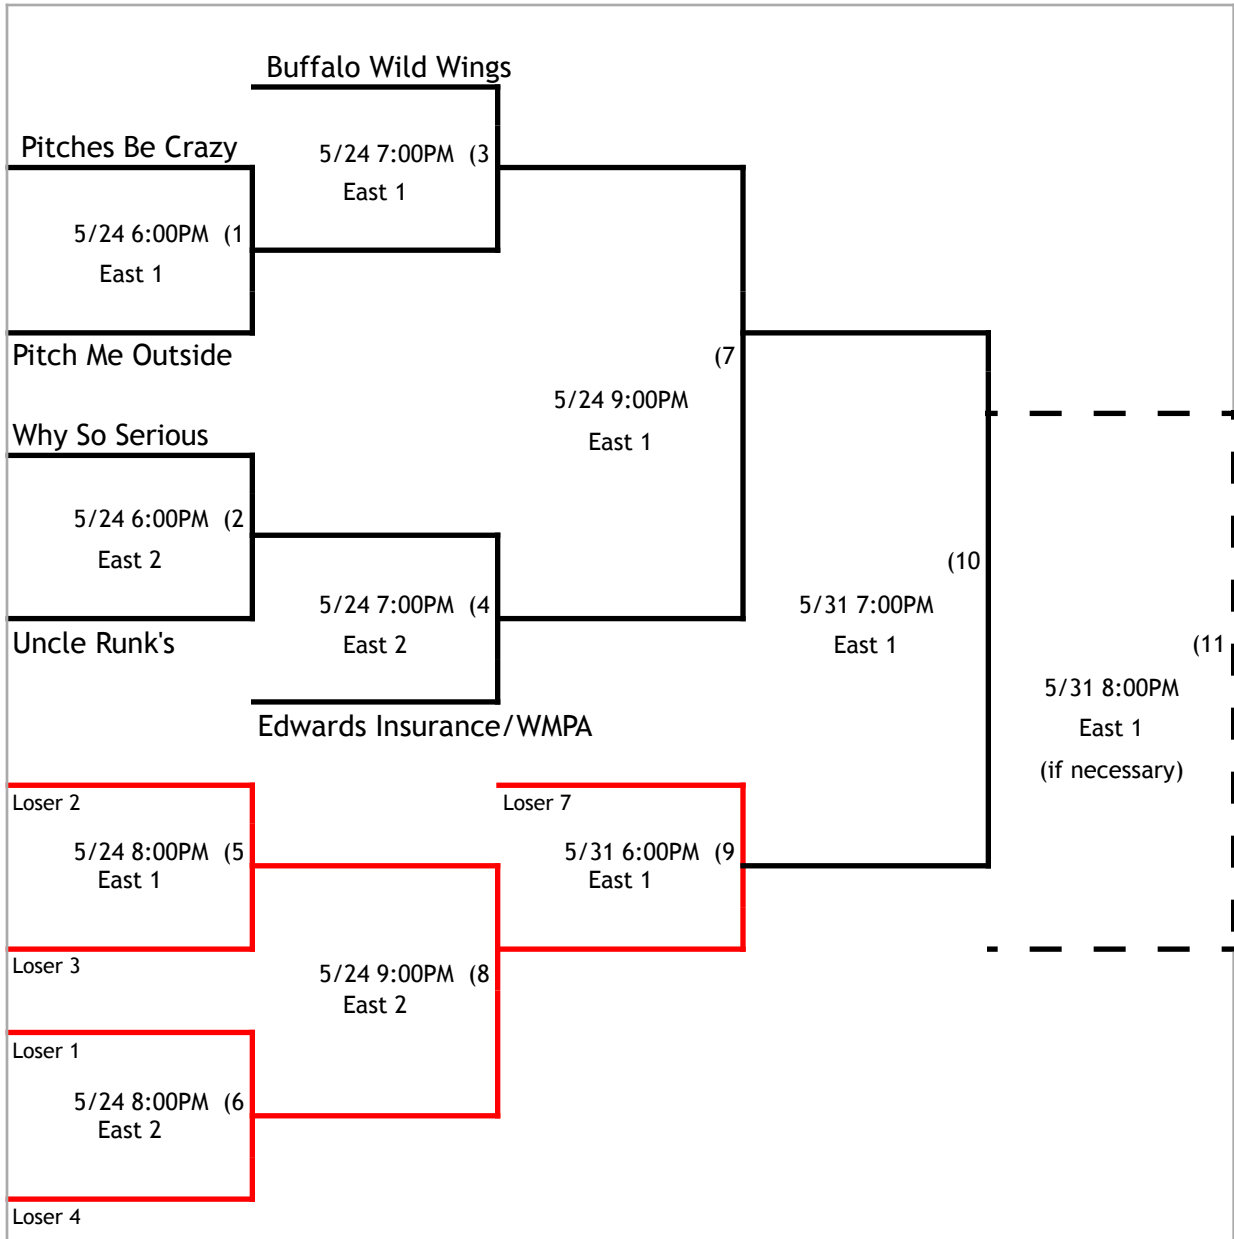 Buffalo Wild Wings
Pitches Be Crazy
5/24 7:00PM (3
East 1
5/24 6:00PM (1
East 1
Pitch Me Outside
(7
5/24 9:00PM
East 1
Why So Serious
5/24 6:00PM (2
East 2
(10
5/24 7:00PM (4
East 2
5/31 7:00PM
East 1
Uncle Runk's
(11
5/31 8:00PM
East 1
(if necessary)
Edwards Insurance/WMPA
Loser 2
Loser 7
5/24 8:00PM (5
East 1
5/31 6:00PM (9
East 1
Loser 3
5/24 9:00PM (8
East 2
Loser 1
5/24 8:00PM (6
East 2
Loser 4